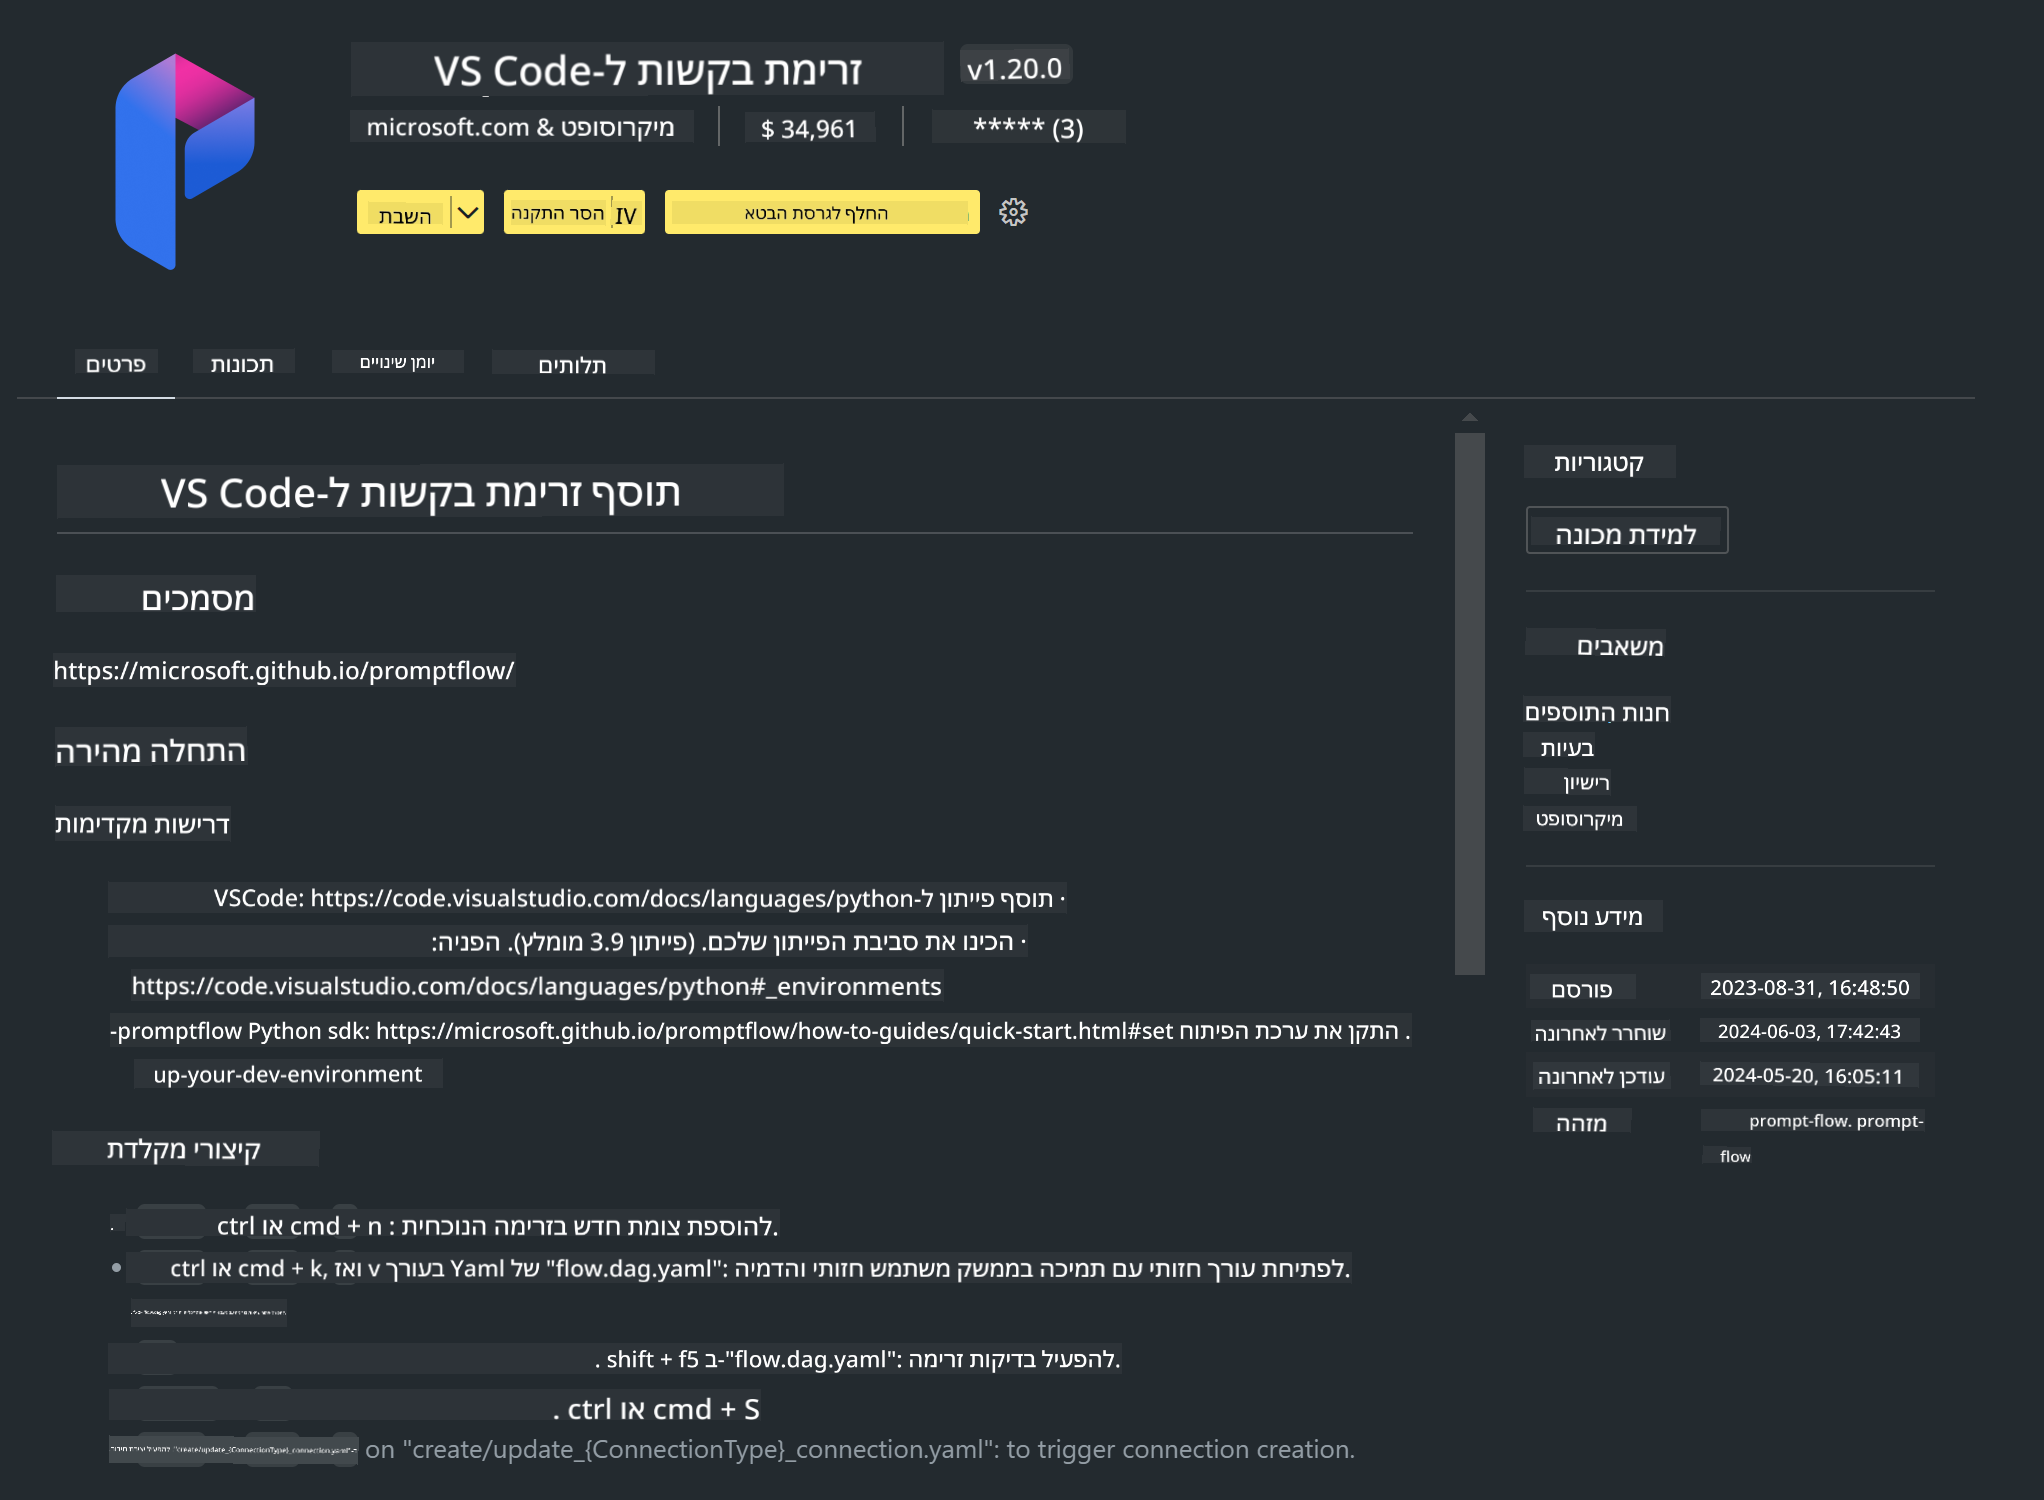 זרימת בקשות ל-VS Code
v1.20.0
microsoft.com & מיקרוסופט
$ 34,961
***** (3)
השבת
הסר התקנה
IV
החלף לגרסת הבטא
פרטים
תכונות
יומן שינויים
תלותים
תוסף זרימת בקשות ל-VS Code
מסמכים
https://microsoft.github.io/promptflow/
התחלה מהירה
דרישות מקדימות
· תוסף פייתון ל-VSCode: https://code.visualstudio.com/docs/languages/python
· הכינו את סביבת הפייתון שלכם. (פייתון 3.9 מומלץ). הפניה:
https://code.visualstudio.com/docs/languages/python#_environments
. התקן את ערכת הפיתוח promptflow Python sdk: https://microsoft.github.io/promptflow/how-to-guides/quick-start.html#set-
up-your-dev-environment
קיצורי מקלדת
ctrl או cmd + n : להוספת צומת חדש בזרימה הנוכחית.
ctrl או cmd + k, ואז v בעורך Yaml של "flow.dag.yaml": לפתיחת עורך חזותי עם תמיכה בממשק משתמש חזותי והדמיה.
. shift + f5 ב-"flow.dag.yaml": להפעיל בדיקות זרימה.
. ctrl או cmd + S
on "create/update_{ConnectionType}_connection.yaml": to trigger connection creation.
קטגוריות
למידת מכונה
משאבים
חנות התוספים
בעיות
רישיון
מיקרוסופט
מידע נוסף
פורסם 2023-08-31, 16:48:50
שוחרר לאחרונה 2024-06-03, 17:42:43
עודכן לאחרונה 2024-05-20, 16:05:11
מזהה prompt-flow. prompt-
flow